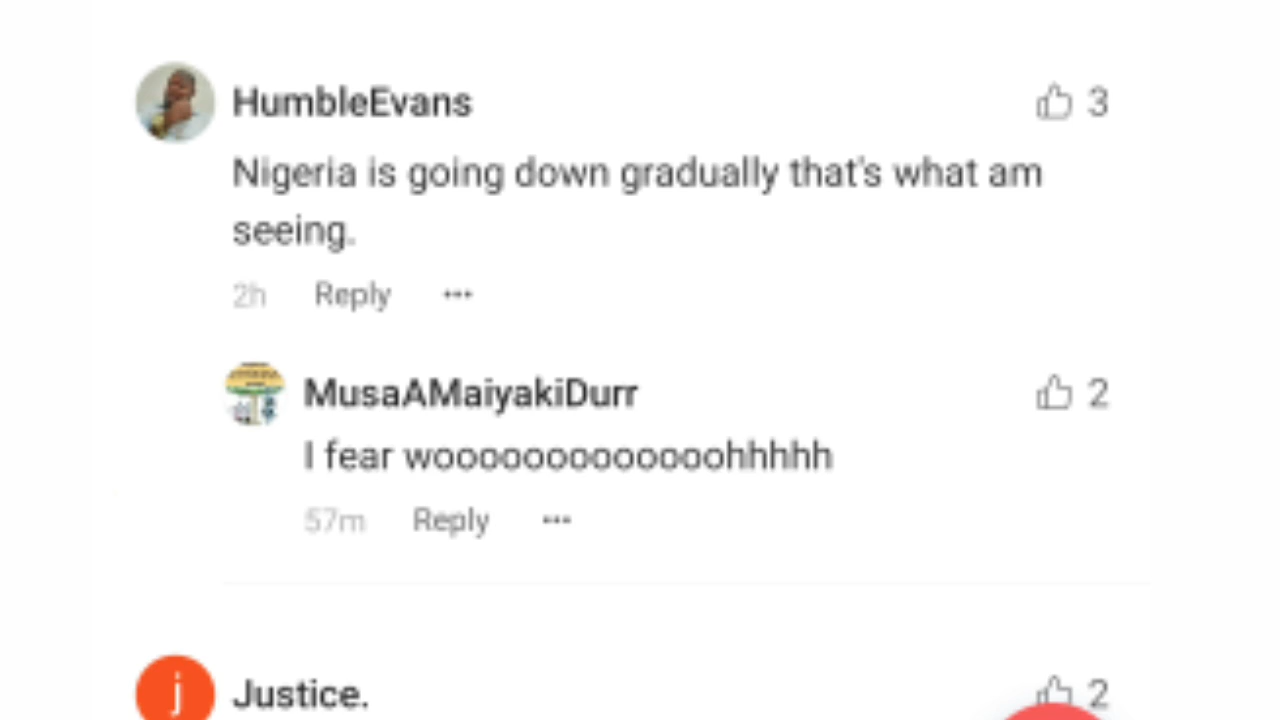 HumbleEvans
3
Nigeria is going down gradually that's what am
seeing.
2h Reply ...
MusaAMaiyakiDurr
2
I fear wooooooooooooohhhhh
57m Reply ...
j
Justice.
2